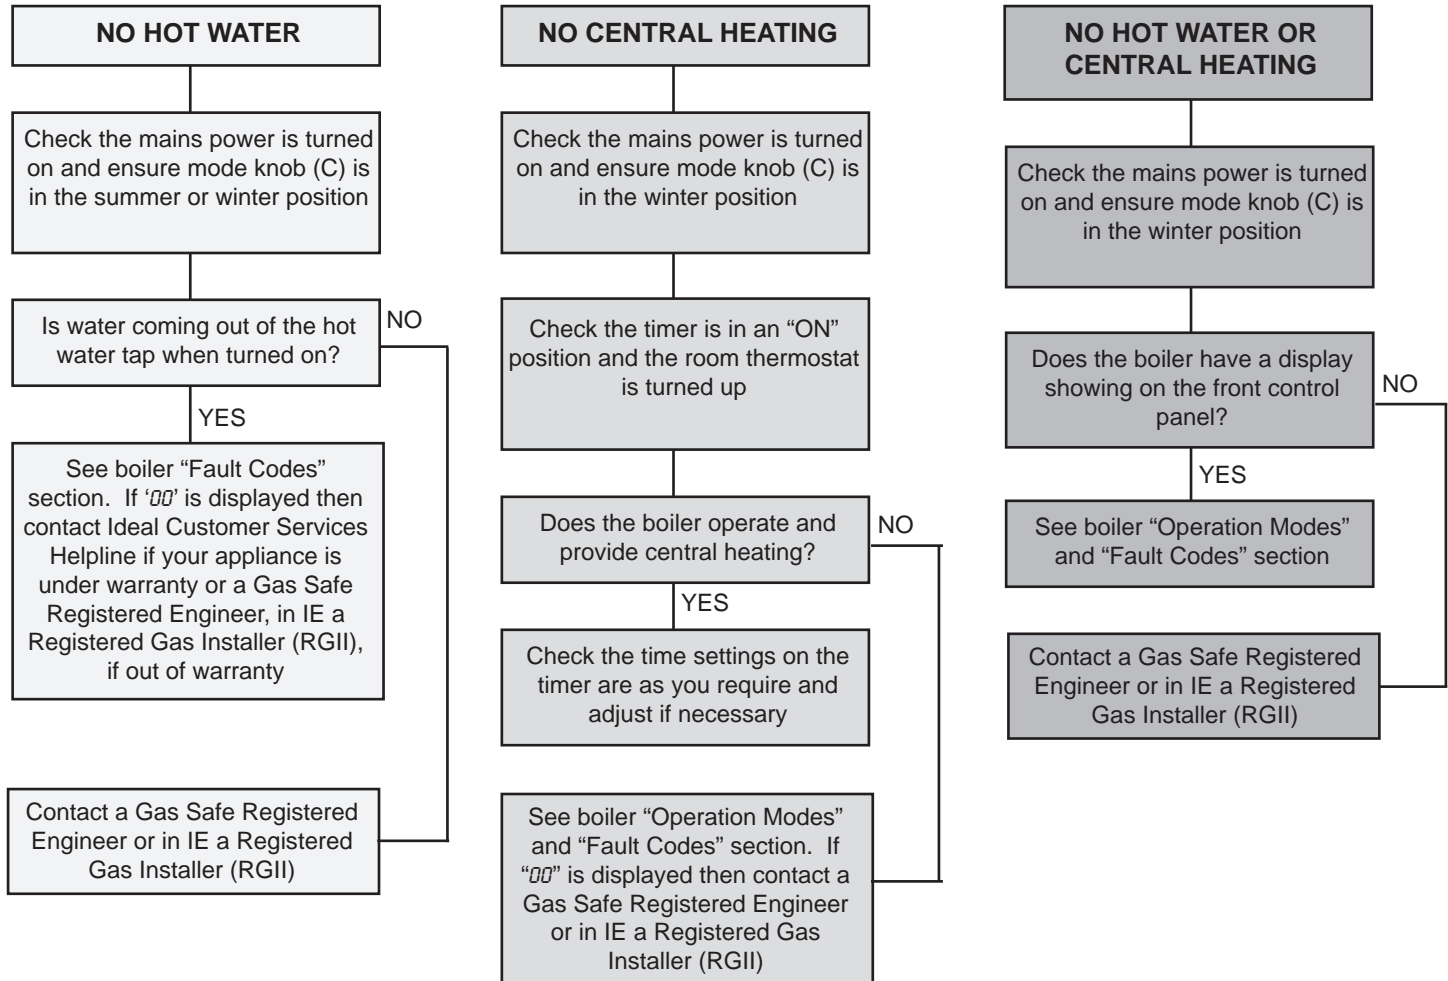 NO HOT WATER
Check the mains power is turned
on and ensure mode knob (C) is
in the summer or winter position
Is water coming out of the hot
water tap when turned on?
NO
YES
See boiler “Fault Codes”
section.  If ‘00’ is displayed then
contact Ideal Customer Services
Helpline if your appliance is
under warranty or a Gas Safe
Registered Engineer, in IE a
Registered Gas Installer (RGII),
if out of warranty
Contact a Gas Safe Registered
Engineer or in IE a Registered
Gas Installer (RGII)
NO CENTRAL HEATING
Check the mains power is turned
on and ensure mode knob (C) is
in the winter position
Check the timer is in an “ON”
position and the room thermostat
is turned up
Does the boiler operate and
provide central heating?
NO
YES
Check the time settings on the
timer are as you require and
adjust if necessary
See boiler “Operation Modes”
and “Fault Codes” section.  If
“00” is displayed then contact a
Gas Safe Registered Engineer
or in IE a Registered Gas
Installer (RGII)
NO HOT WATER OR
CENTRAL HEATING
Check the mains power is turned
on and ensure mode knob (C) is
in the winter position
Does the boiler have a display
showing on the front control
panel?
NO
YES
See boiler “Operation Modes”
and “Fault Codes” section
Contact a Gas Safe Registered
Engineer or in IE a Registered
Gas Installer (RGII)